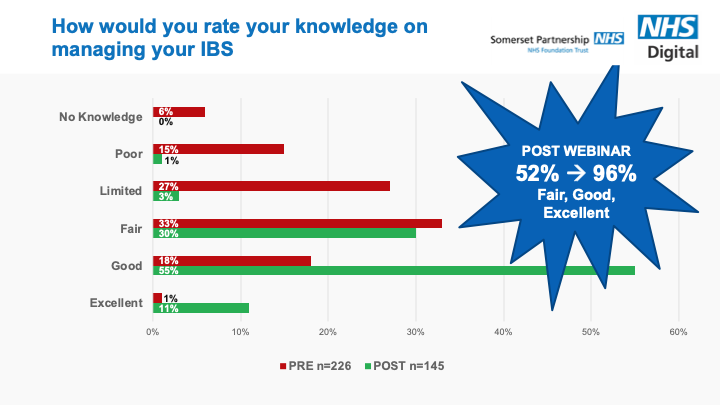 How would you rate your knowledge on
managing your IBS
Somerset Partnership NHS
NHS Foundation Trust
NHS
Digital
POST WEBINAR
52% → 96%
Fair, Good,
Excellent
No Knowledge
6%
0%
Poor
15%
1%
Limited
27%
3%
Fair
33%
30%
Good
18%
55%
Excellent
1%
11%
0% 10% 20% 30% 40% 50% 60%
PRE n=226 POST n=145